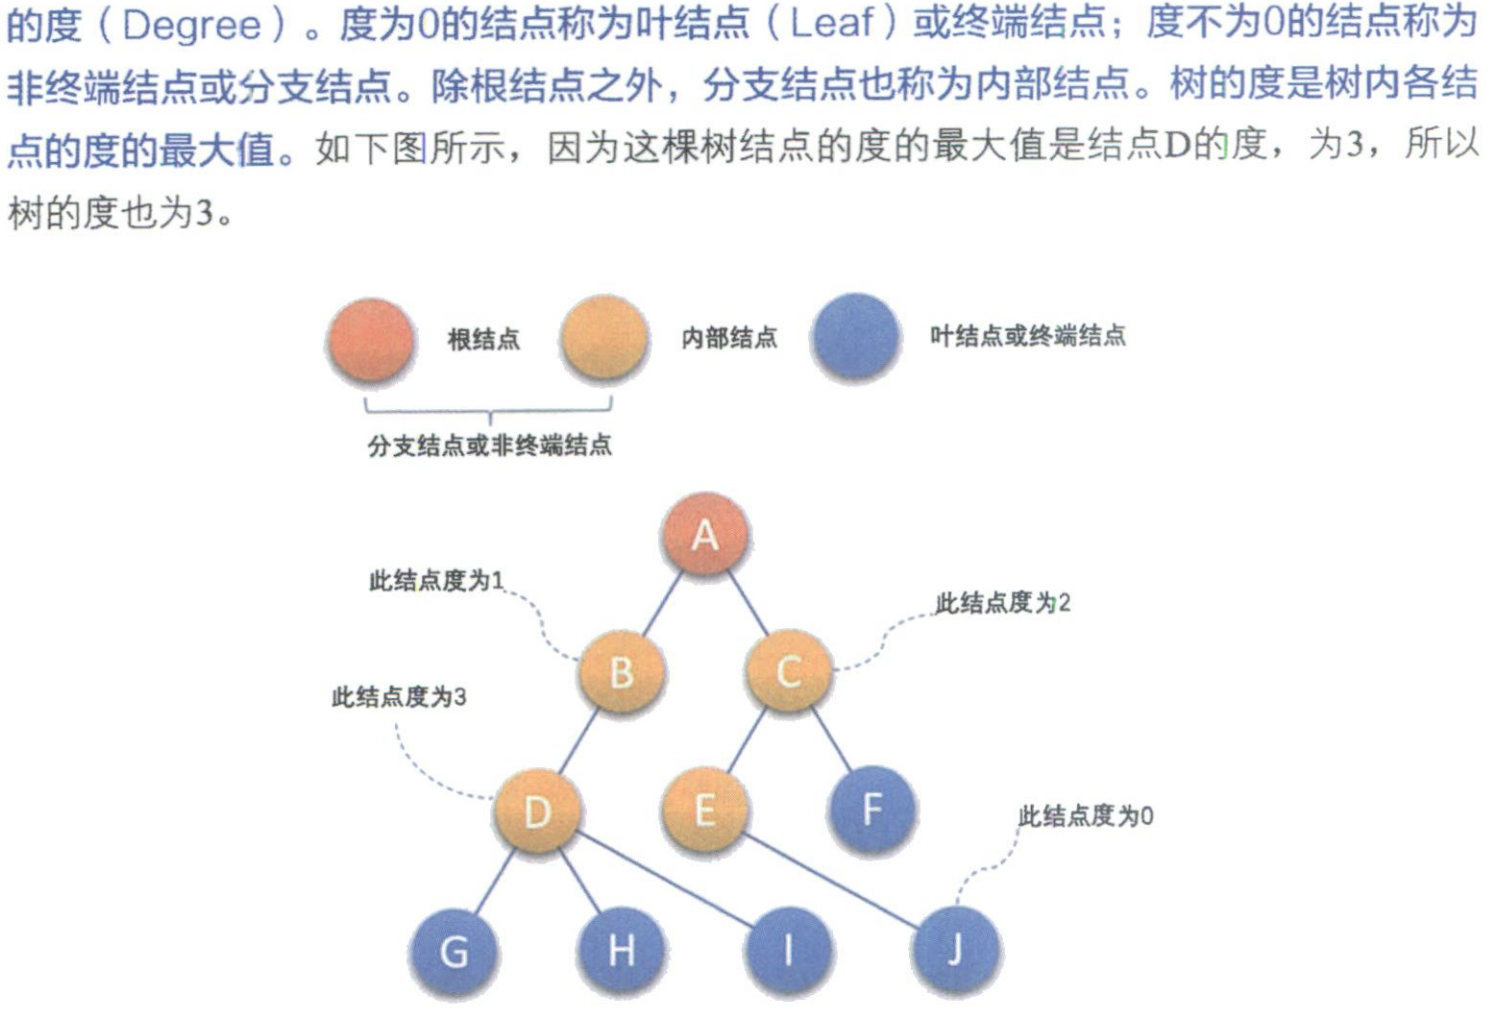 的度（Degree）。度为0的结点称为叶结点（Leaf）或终端结点；度不为0的结点称为
非终端结点或分支结点。除根结点之外，分支结点也称为内部结点。树的度是树内各结
点的度的最大值。如下图所示，因为这棵树结点的度的最大值是结点D的度，为3，所以
树的度也为3。
根结点
内部结点
叶结点或终端结点
分支结点或非终端结点
A
此结点度为1
此结点度为2
B
C
此结点度为3
D
E
F
此结点度为0
G
H
I
J